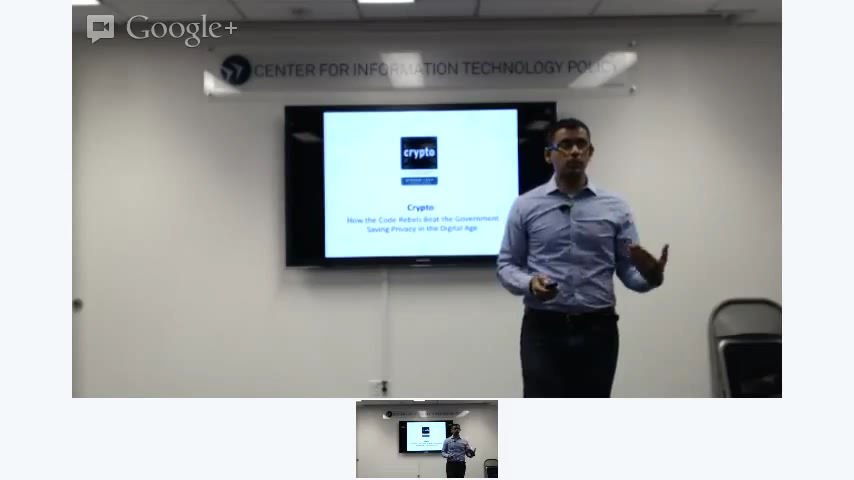 Google+
CENTER FOR INFORMATION TECHNOLOGY POLICY
crypto
Crypto
How the Code Rebels Beat the Government
Saving Privacy in the Digital Age